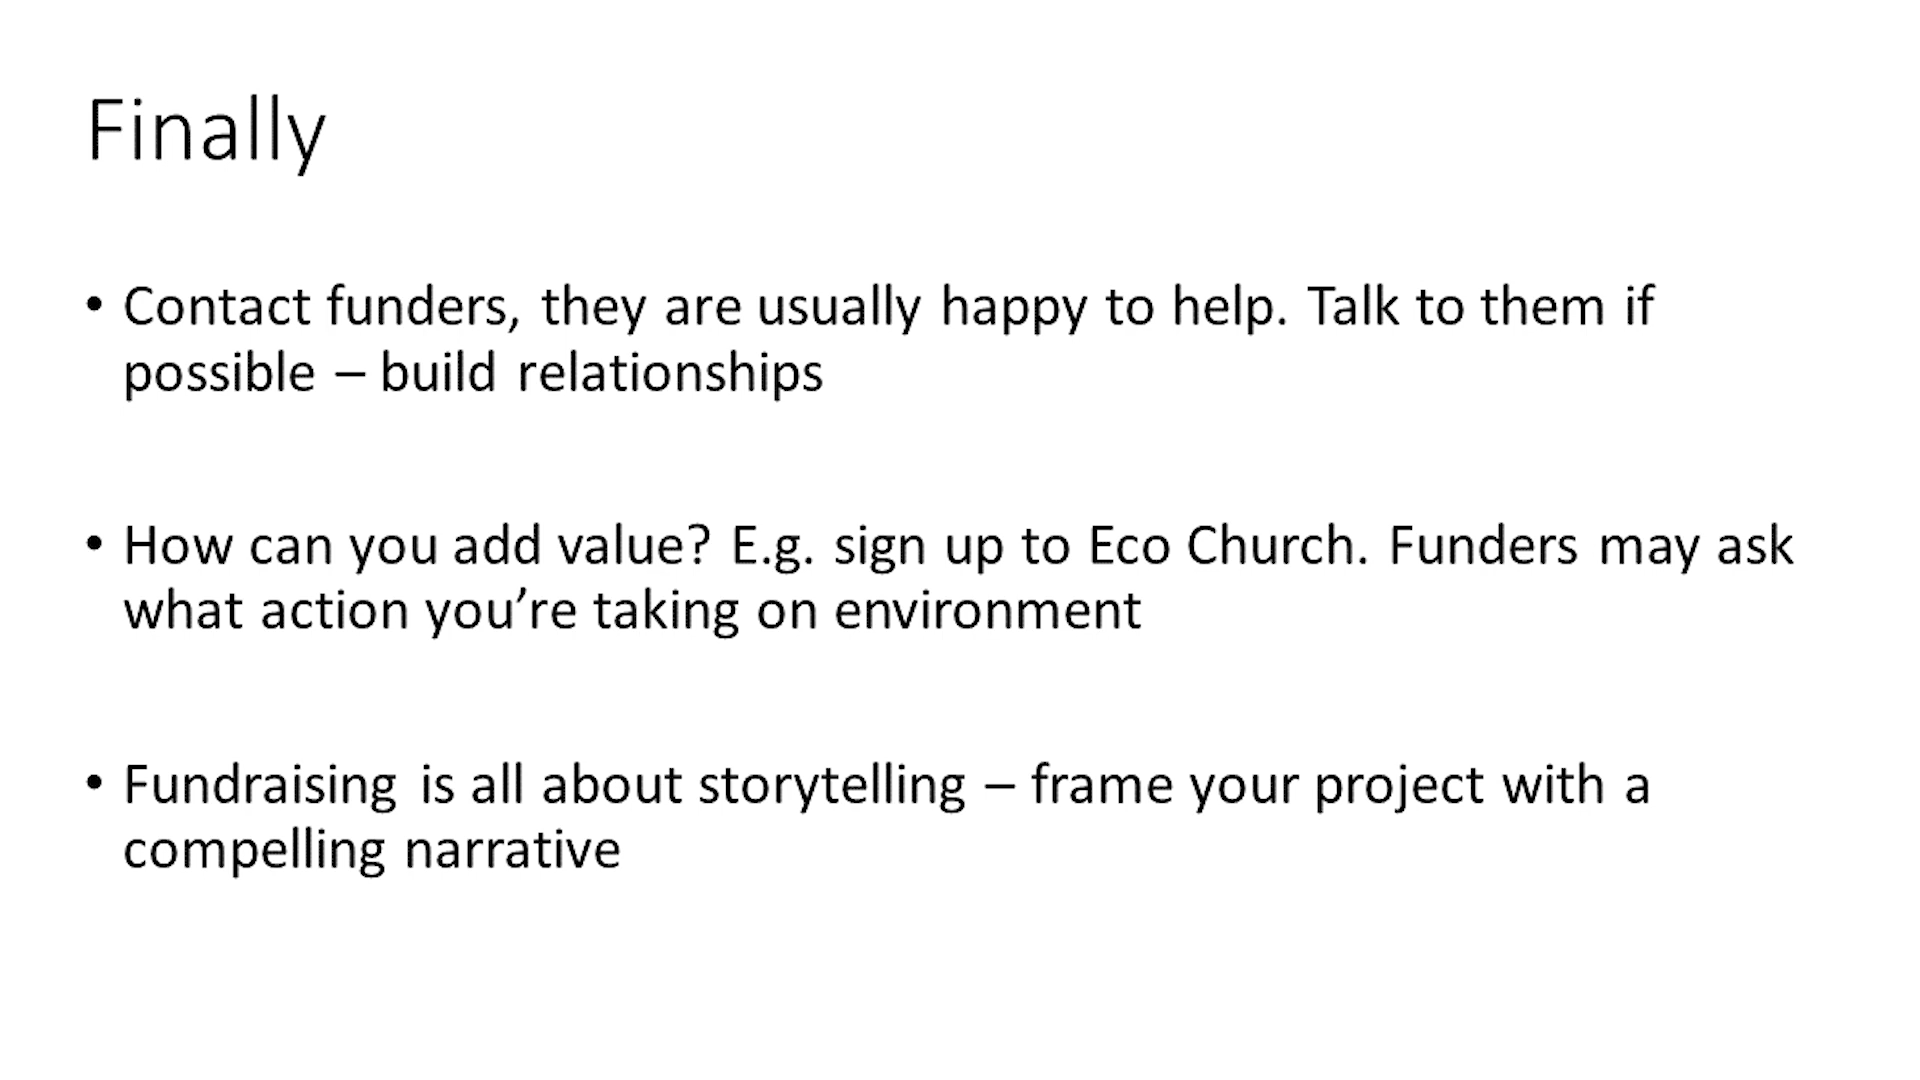 Finally
• Contact funders, they are usually happy to help. Talk to them if
possible – build relationships
• How can you add value? E.g. sign up to Eco Church. Funders may ask
what action you’re taking on environment
• Fundraising is all about storytelling – frame your project with a
compelling narrative